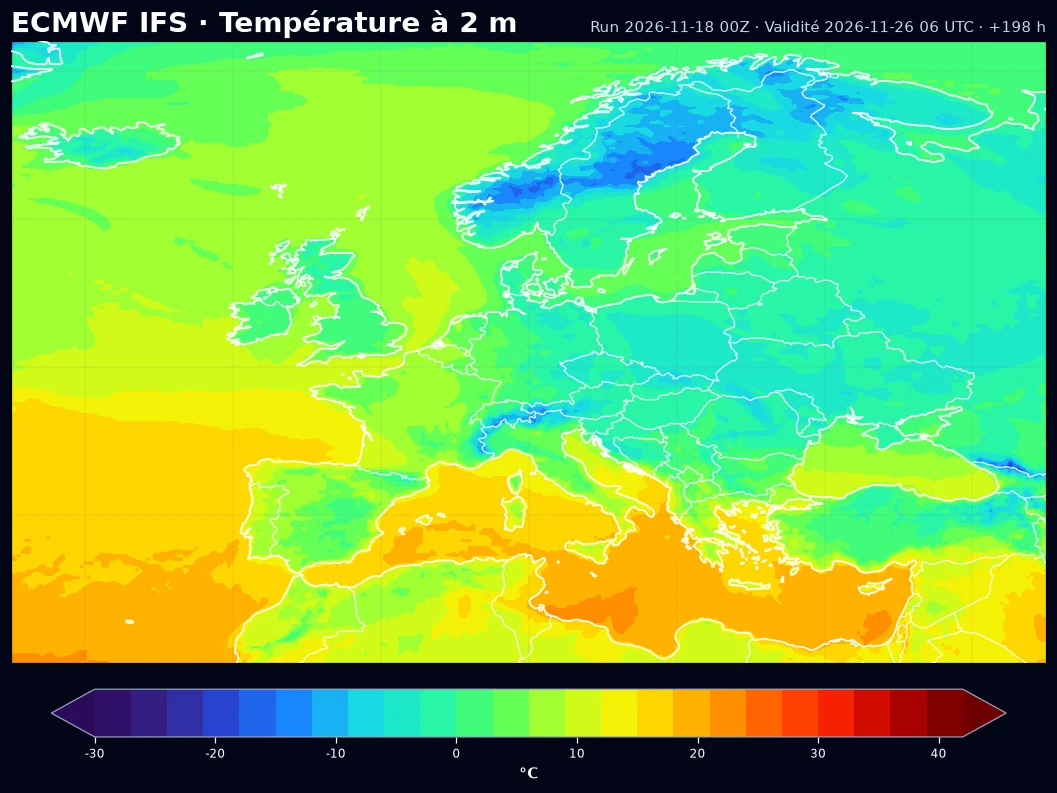 ECMWF IFS · Température à 2 m
Run 2026-11-18 00Z · Validité 2026-11-26 06 UTC · +198 h
-30 -20 -10 0 10 20 30 40
°C